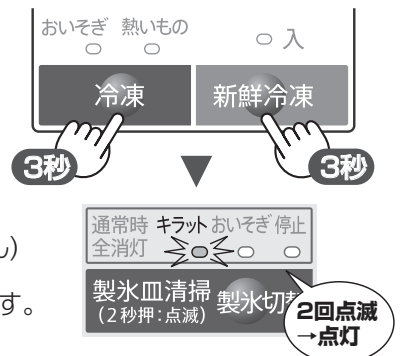 おいそぎ 熱いもの
入
冷凍 新鮮冷凍
3秒 3秒
通常時 キラット おいそぎ 停止
全消灯
ん)
す。
製氷皿清掃 製氷切替
(2秒押:点滅)
2回点滅
→点灯